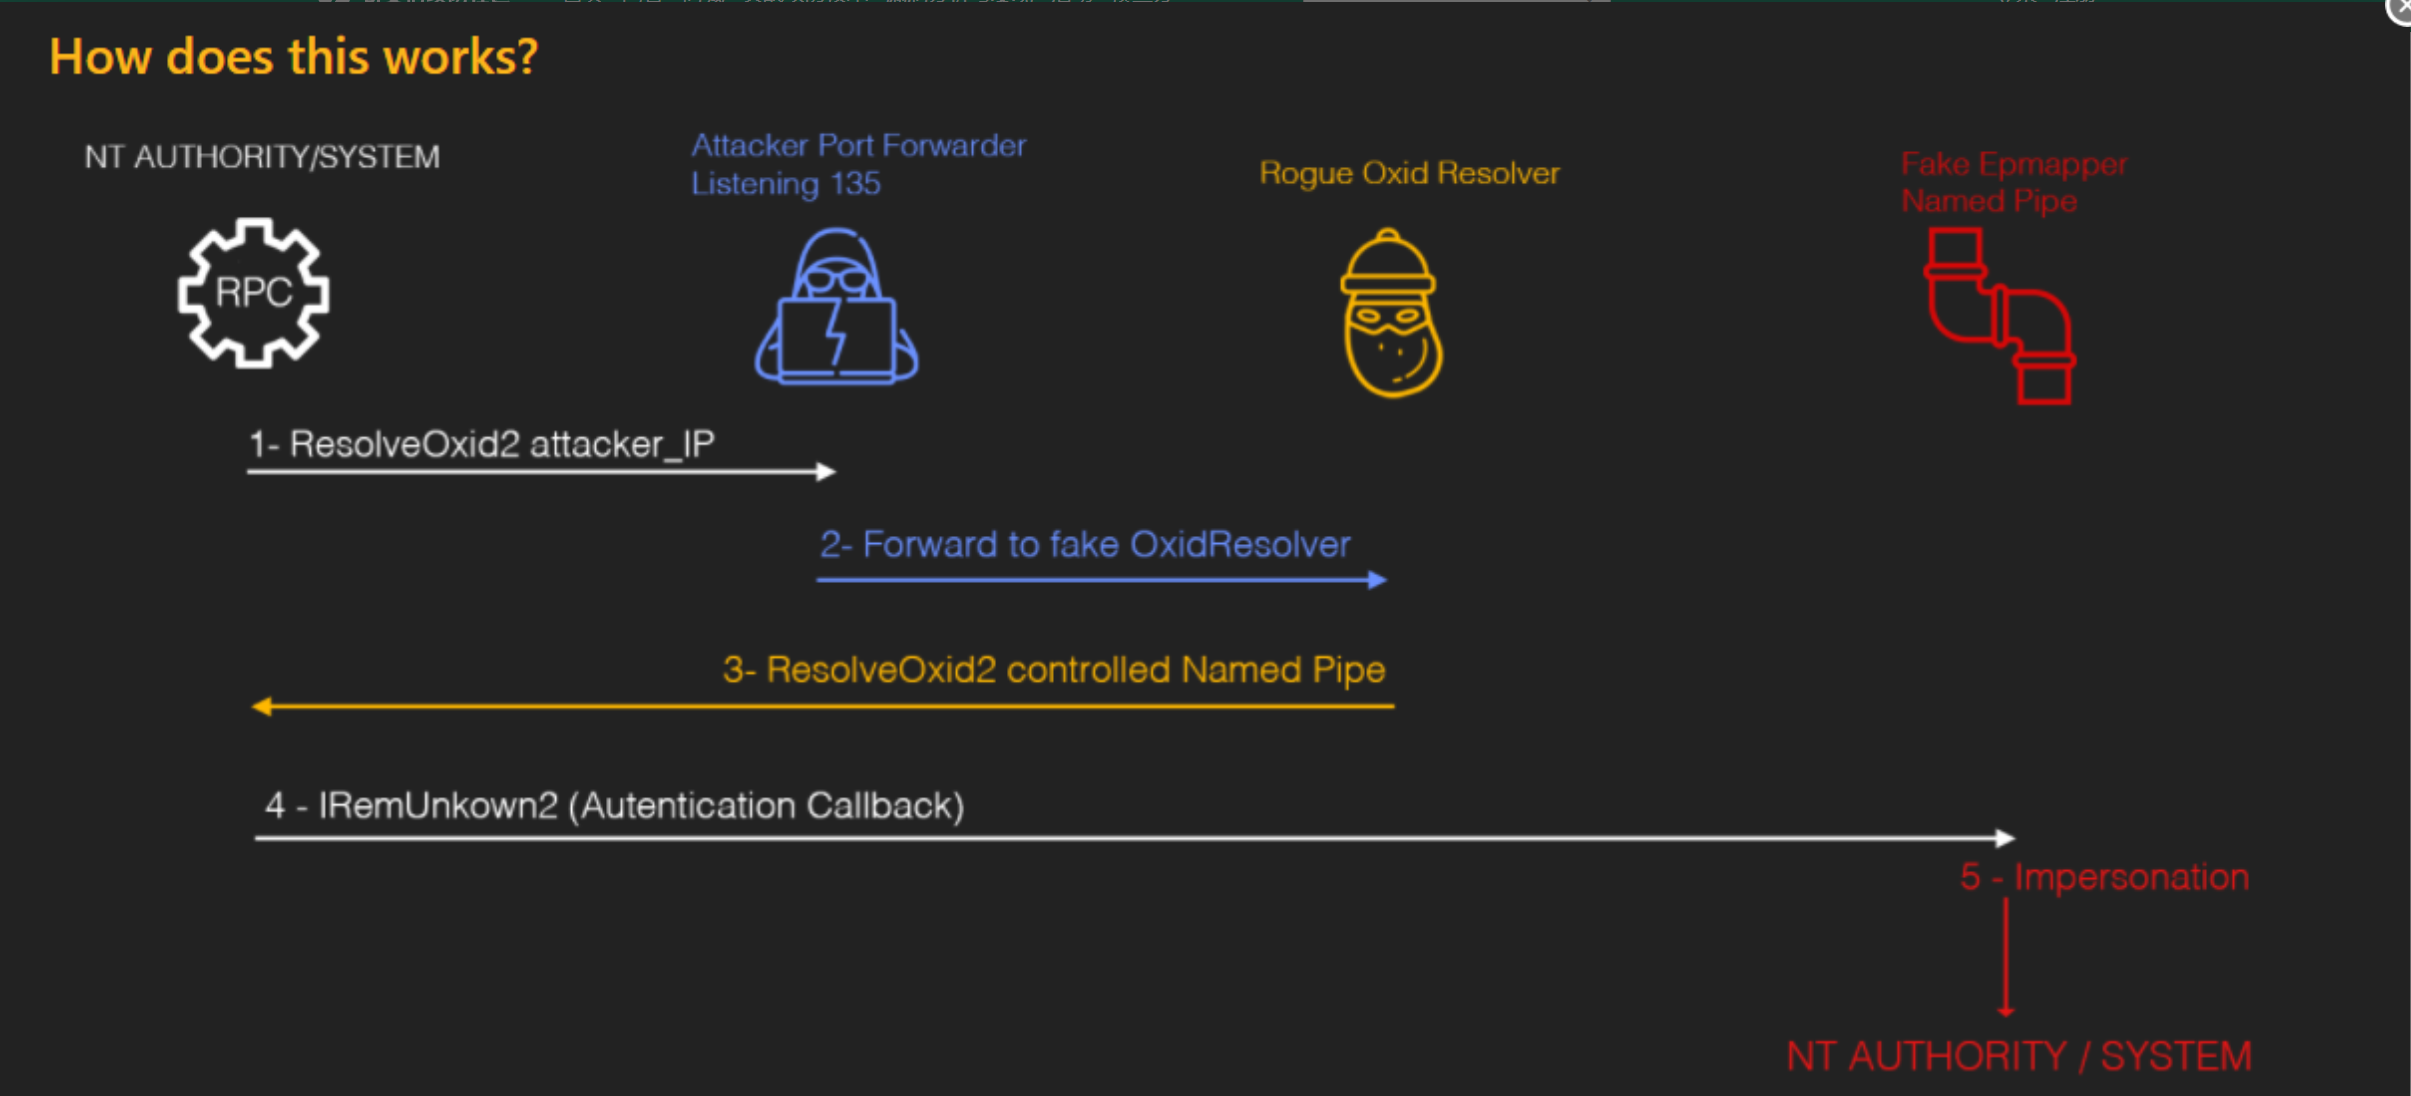 How does this works?
NT AUTHORITY/SYSTEM
Attacker Port Forwarder
Listening 135
Rogue Oxid Resolver
Fake Epmapper
Named Pipe
RPC
1- ResolveOxid2 attacker_IP
2- Forward to fake OxidResolver
3- ResolveOxid2 controlled Named Pipe
4 - IRemUnkown2 (Autentication Callback)
5 - Impersonation
NT AUTHORITY / SYSTEM